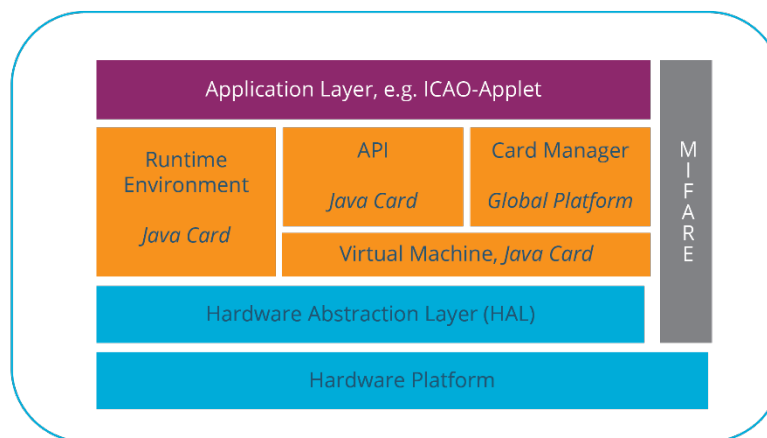 Application Layer, e.g. ICAO-Applet
Runtime
Environment
Java Card
API
Java Card
Card Manager
Global Platform
Virtual Machine, Java Card
MIFARE
Hardware Abstraction Layer (HAL)
Hardware Platform